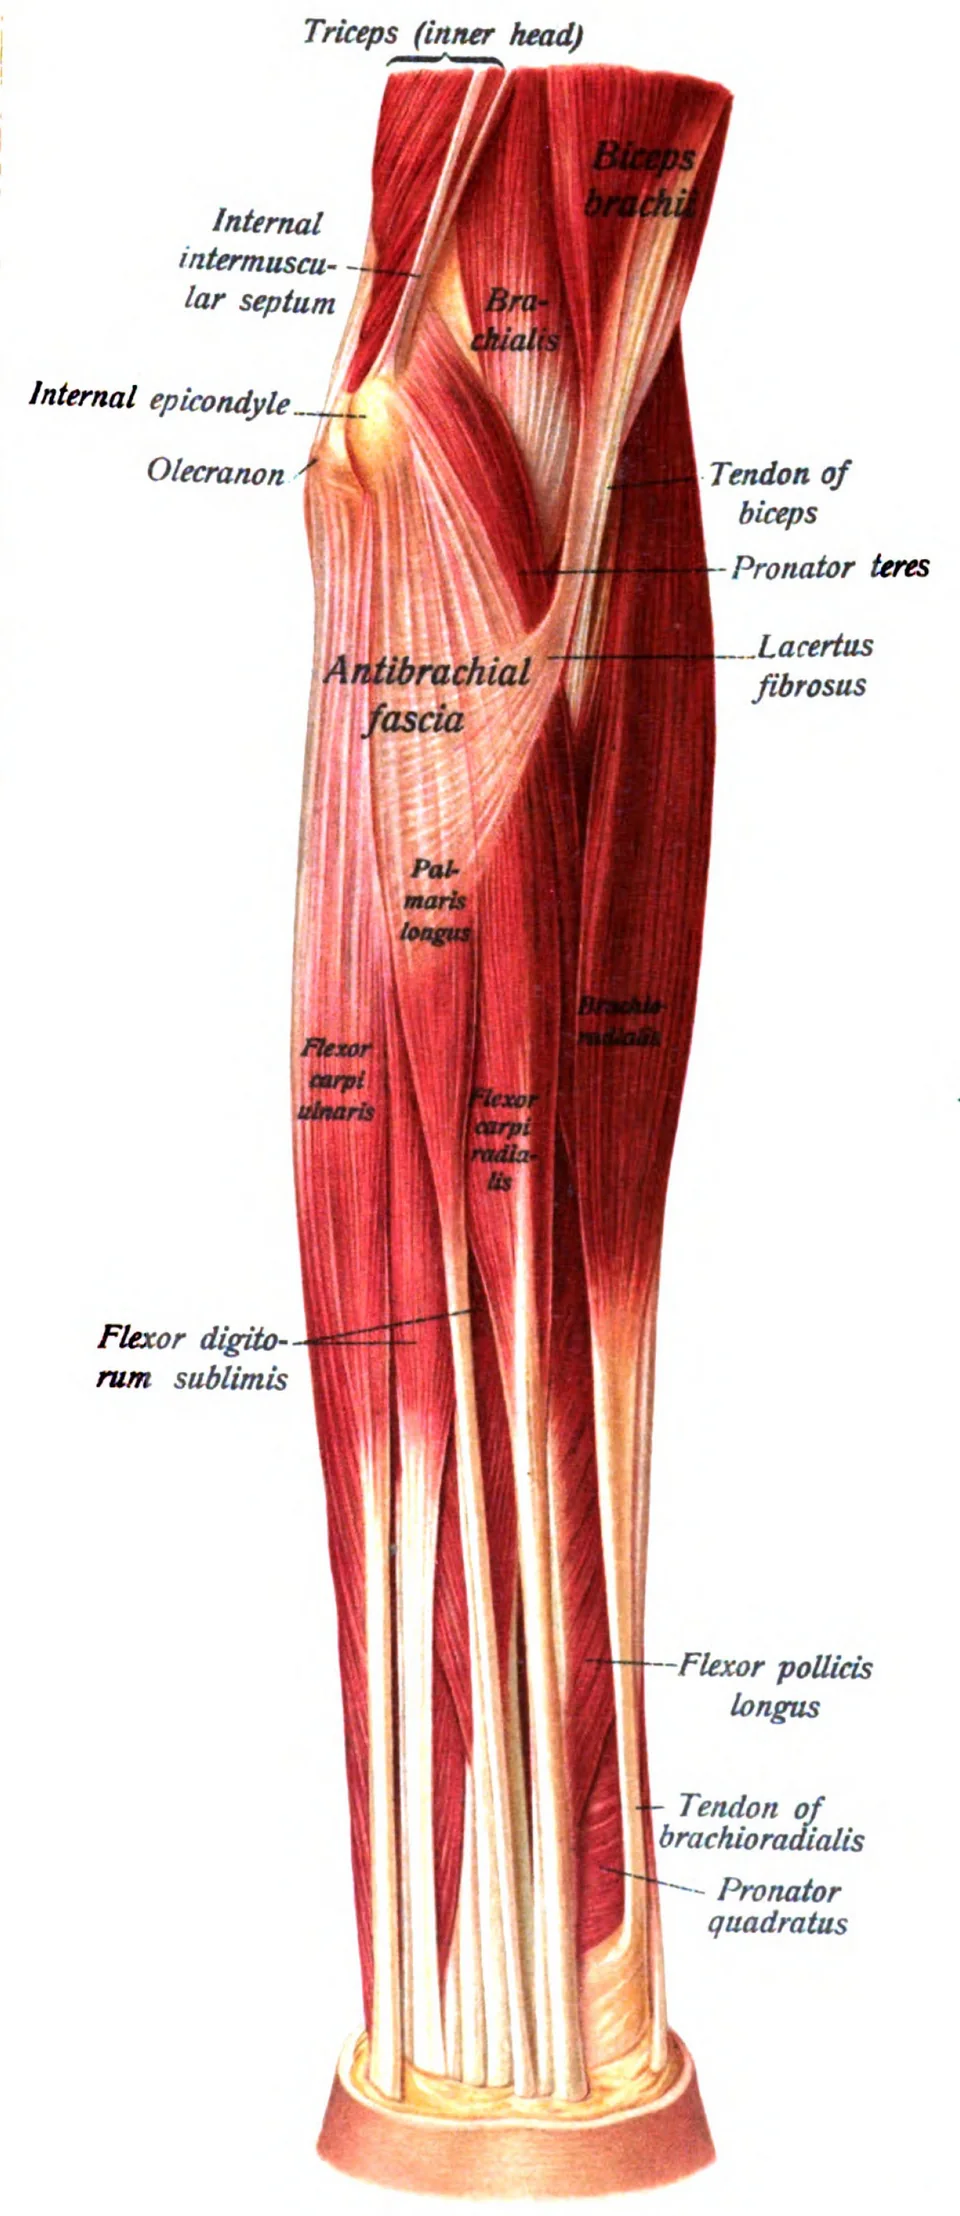 Triceps (inner head)
Biceps
brachii
Internal
intermuscu-
lar septum
Bra-
chialis
Internal epicondyle
Olecranon
Tendon of
biceps
Pronator teres
Lacertus
fibrosus
Antibrachial
fascia
Pal-
maris
longus
Brachio-
radialis
Flexor
carpi
ulnaris
Flexor
carpi
radia-
lis
Flexor digito-
rum sublimis
Flexor pollicis
longus
Tendon of
brachioradialis
Pronator
quadratus